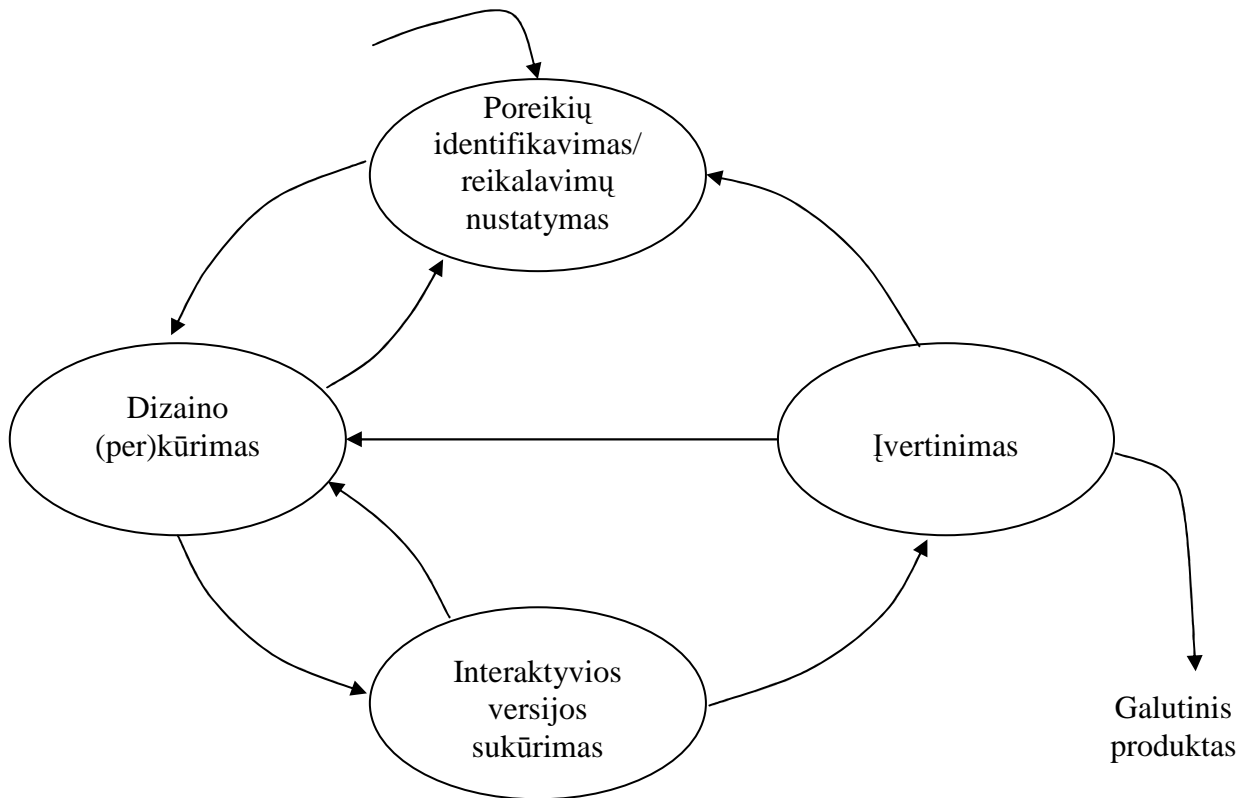 Poreikių
identifikavimas/
reikalavimų
nustatymas
Dizaino
(per)kūrimas
Įvertinimas
Interaktyvios
versijos
sukūrimas
Galutinis
produktas